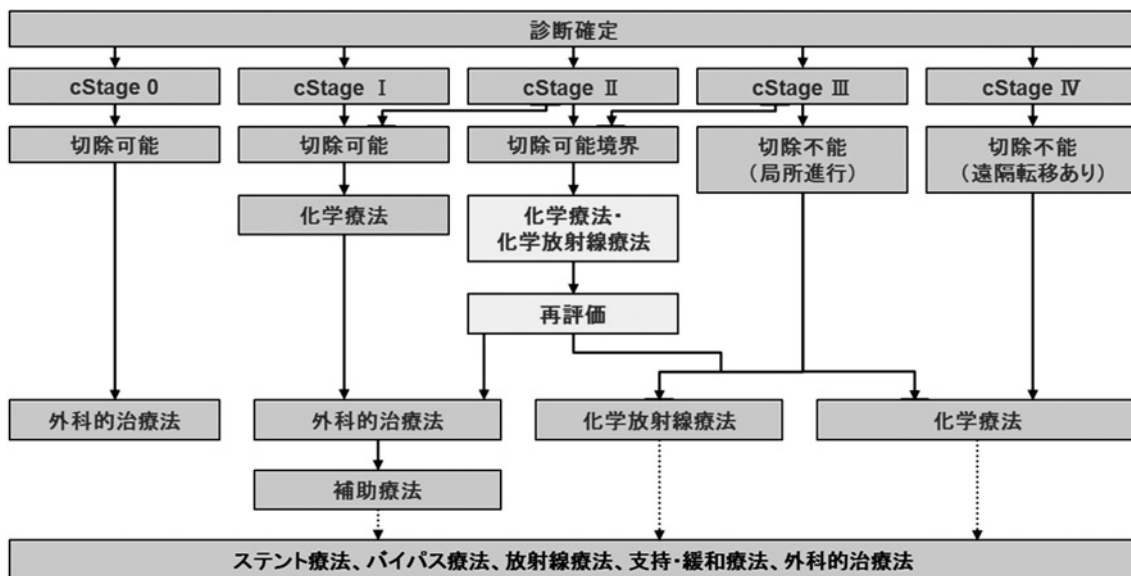 診断確定
cStage 0
cStage Ⅰ
cStage Ⅱ
cStage Ⅲ
cStage Ⅳ
切除可能
切除可能
切除可能境界
切除不能
(局所進行)
切除不能
(遠隔転移あり)
化学療法
化学療法・
化学放射線療法
再評価
外科的治療法
外科的治療法
化学放射線療法
化学療法
補助療法
ステント療法、バイパス療法、放射線療法、支持・緩和療法、外科的治療法